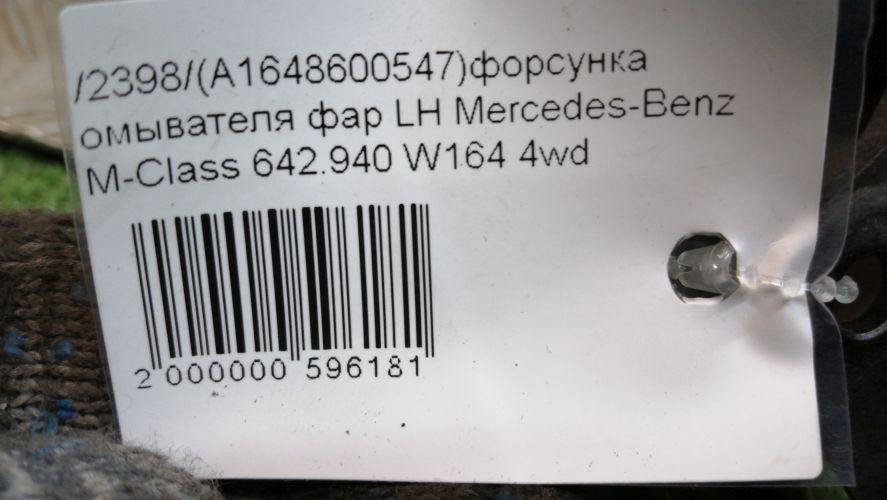 /2398/(A1648600547)форсунка
омывателя фар LH Mercedes-Benz
M-Class 642.940 W164 4wd
2 000000 596181